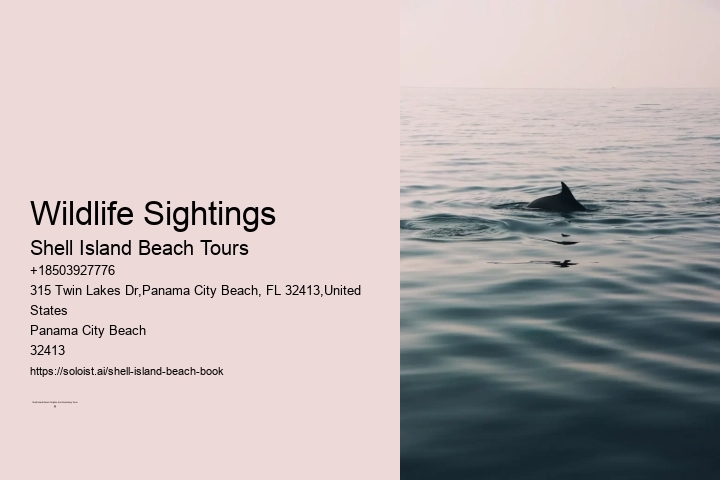 Wildlife Sightings
Shell Island Beach Tours
+18503927776
315 Twin Lakes Dr,Panama City Beach, FL 32413,United
States
Panama City Beach
32413
https://soloist.ai/shell-island-beach-book